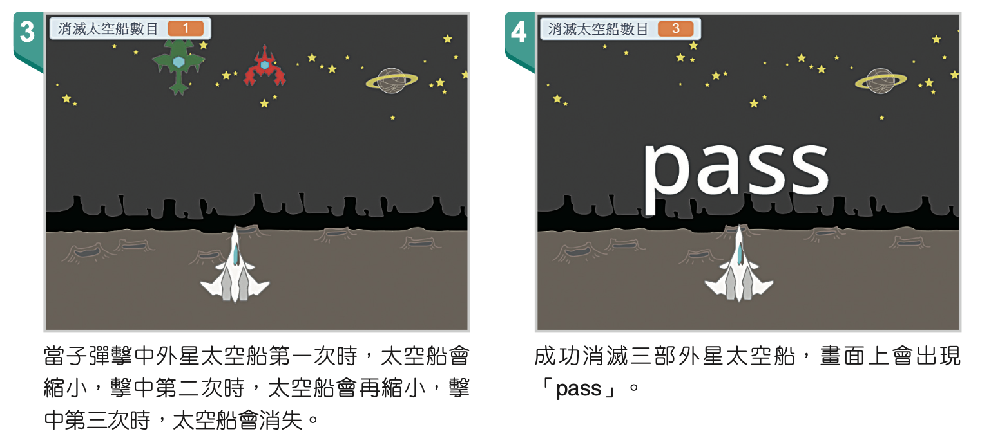 3
消滅太空船數目 1
當子彈擊中外星太空船第一次時，太空船會
縮小，擊中第二次時，太空船會再縮小，擊
中第三次時，太空船會消失。
4
消滅太空船數目 3
pass
成功消滅三部外星太空船，畫面上會出現
「pass」。